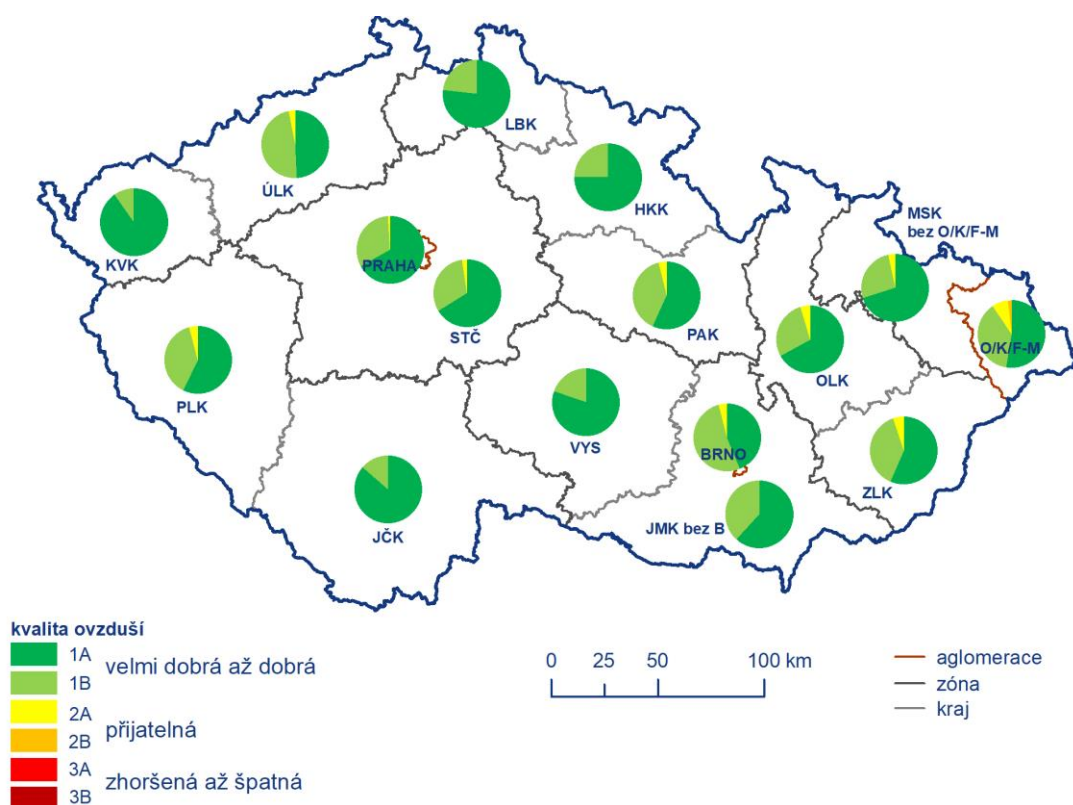 LBK
ÚLK
HKK
MSK
bez O/K/F-M
KVK
PRAHA
STČ
PAK
O/K/F-M
OLK
PLK
VYS
BRNO
ZLK
JČK
JMK bez B
kvalita ovzduší
1A
velmi dobrá až dobrá
1B
2A
přijatelná
2B
3A
zhoršená až špatná
3B
0 25 50 100 km
aglomerace
zóna
kraj